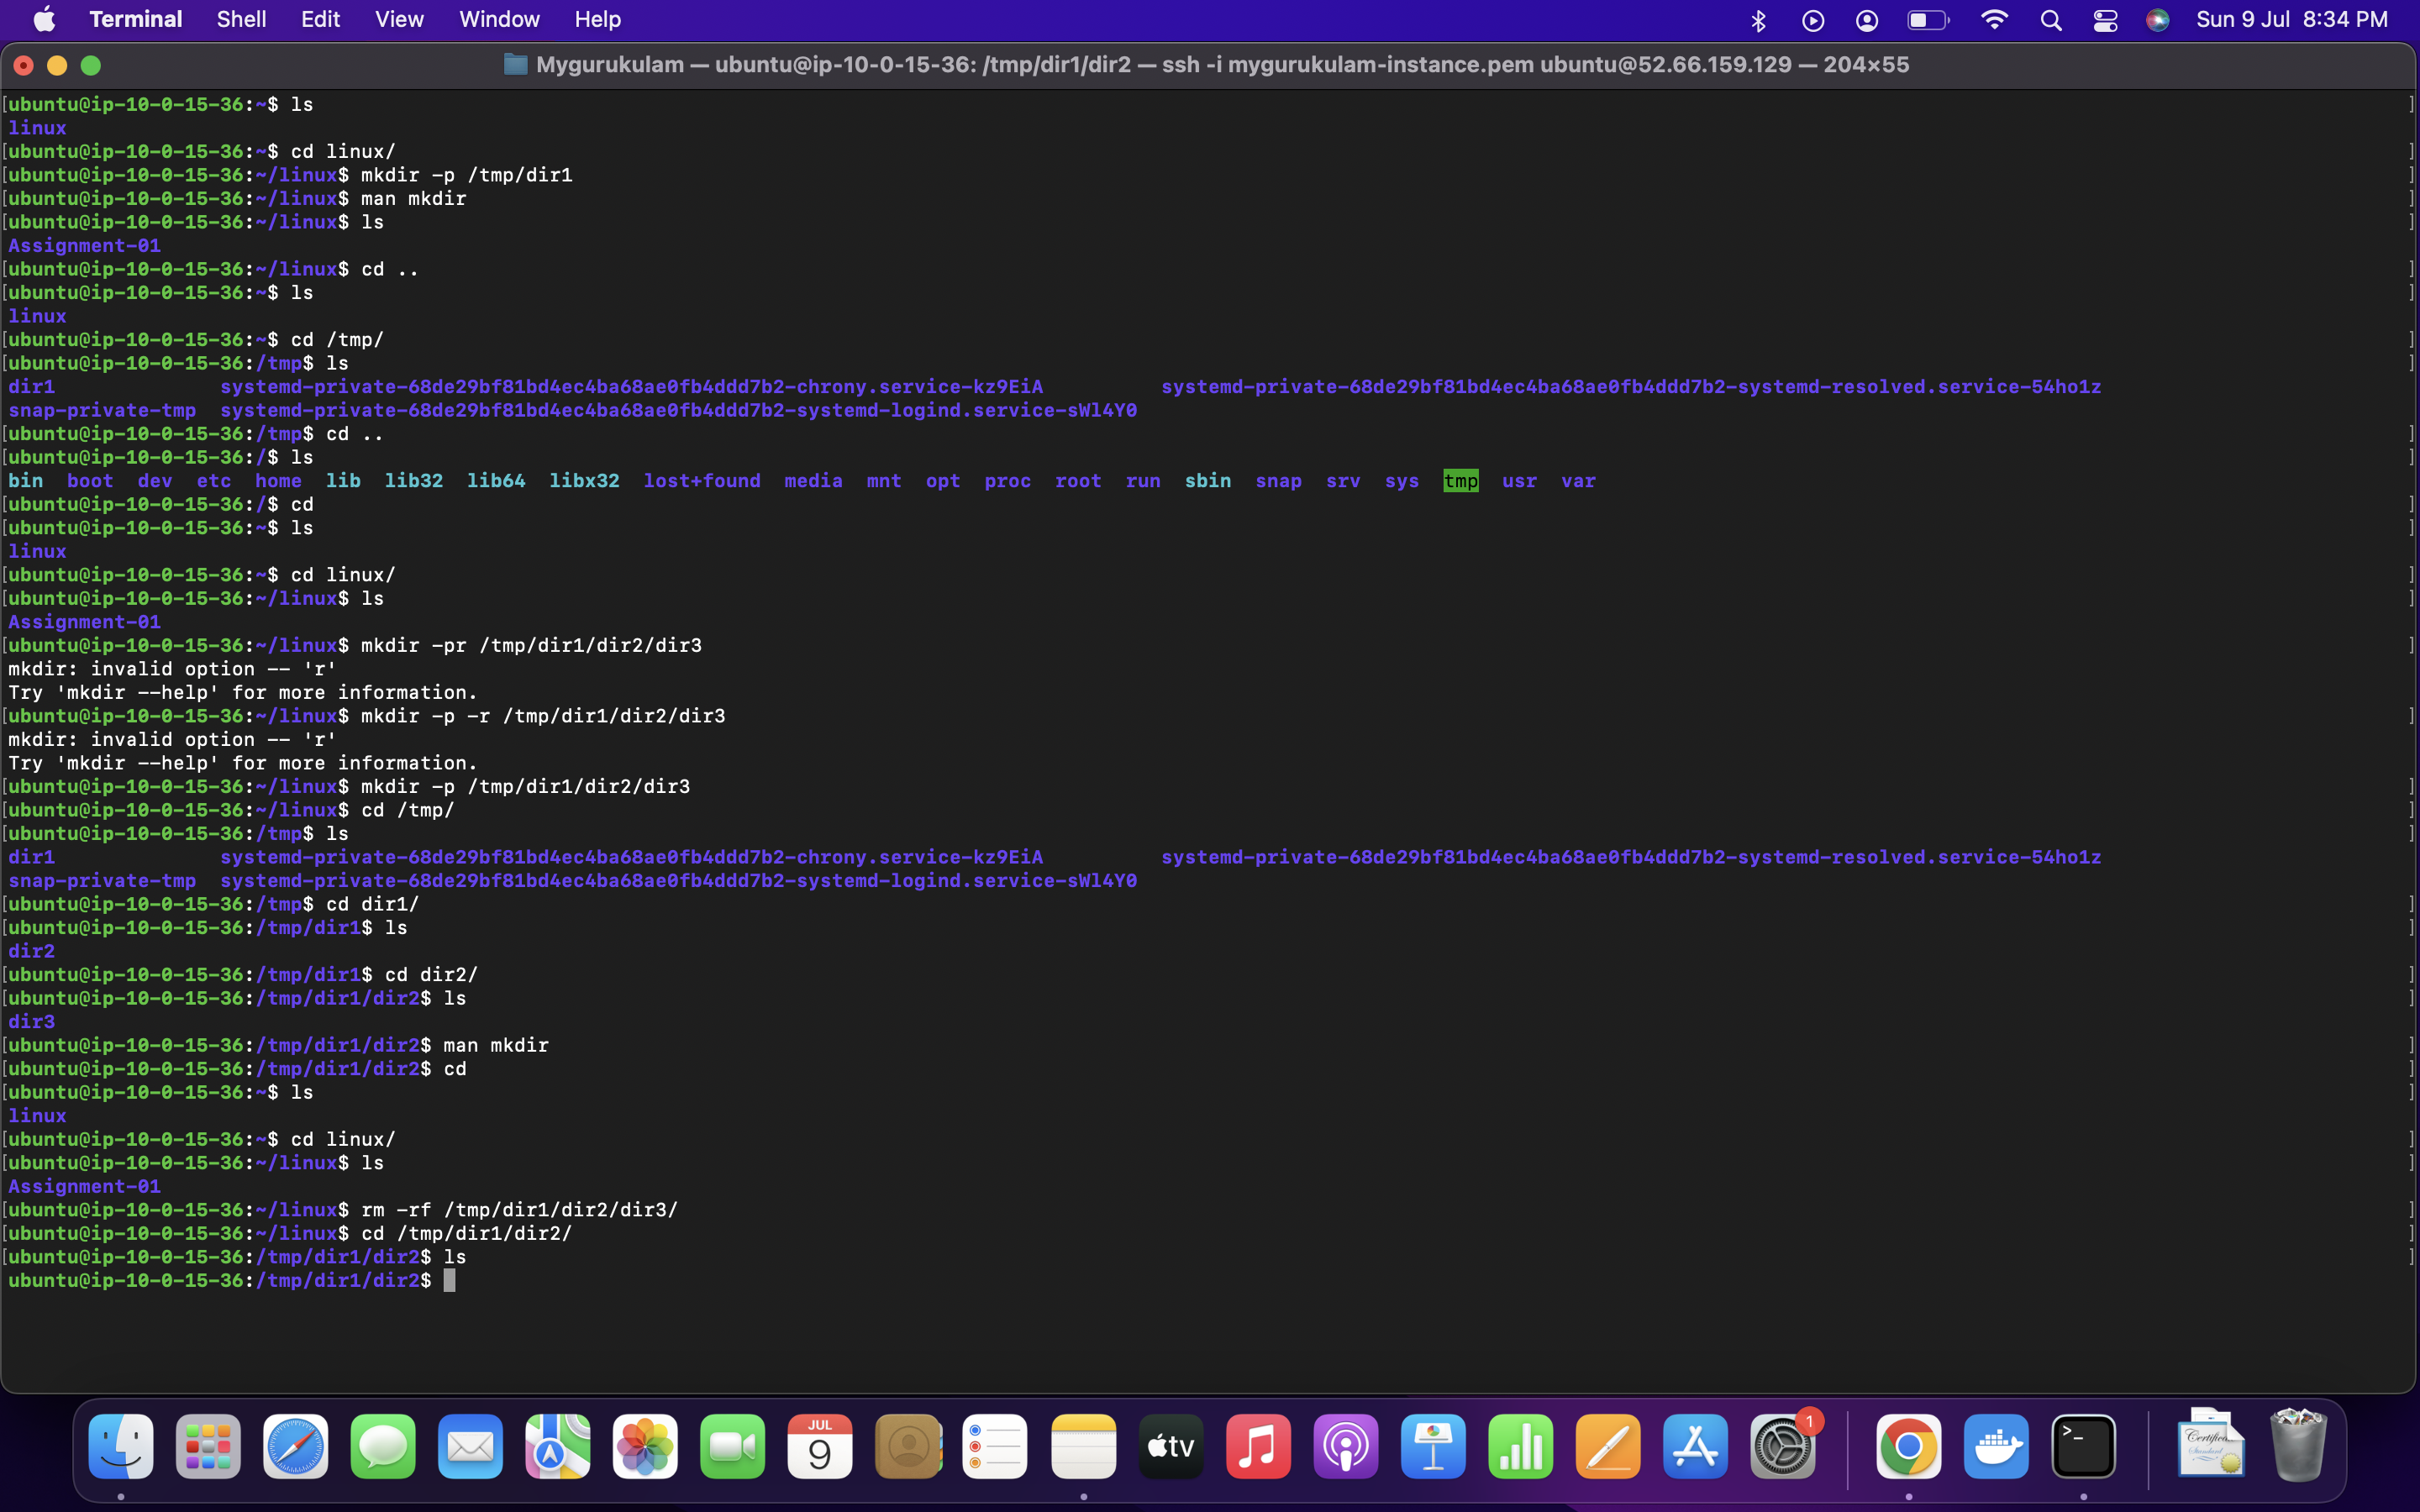 Terminal Shell Edit View Window Help Sun 9 Jul 8:34 PM
Mygurukulam — ubuntu@ip-10-0-15-36: /tmp/dir1/dir2 — ssh -i mygurukulam-instance.pem ubuntu@52.66.159.129 — 204×55
[ubuntu@ip-10-0-15-36:~$ ls ]
linux
[ubuntu@ip-10-0-15-36:~$ cd linux/ ]
[ubuntu@ip-10-0-15-36:~/linux$ mkdir -p /tmp/dir1 ]
[ubuntu@ip-10-0-15-36:~/linux$ man mkdir ]
[ubuntu@ip-10-0-15-36:~/linux$ ls ]
Assignment-01
[ubuntu@ip-10-0-15-36:~/linux$ cd .. ]
[ubuntu@ip-10-0-15-36:~$ ls ]
linux
[ubuntu@ip-10-0-15-36:~$ cd /tmp/ ]
[ubuntu@ip-10-0-15-36:/tmp$ ls ]
dir1 systemd-private-68de29bf81bd4ec4ba68ae0fb4ddd7b2-chrony.service-kz9EiA systemd-private-68de29bf81bd4ec4ba68ae0fb4ddd7b2-systemd-resolved.service-54ho1z
snap-private-tmp systemd-private-68de29bf81bd4ec4ba68ae0fb4ddd7b2-systemd-logind.service-sWl4Y0
[ubuntu@ip-10-0-15-36:/tmp$ cd .. ]
[ubuntu@ip-10-0-15-36:/$ ls ]
bin boot dev etc home lib lib32 lib64 libx32 lost+found media mnt opt proc root run sbin snap srv sys tmp usr var
[ubuntu@ip-10-0-15-36:/$ cd ]
[ubuntu@ip-10-0-15-36:~$ ls ]
linux
[ubuntu@ip-10-0-15-36:~$ cd linux/ ]
[ubuntu@ip-10-0-15-36:~/linux$ ls ]
Assignment-01
[ubuntu@ip-10-0-15-36:~/linux$ mkdir -pr /tmp/dir1/dir2/dir3 ]
mkdir: invalid option -- 'r'
Try 'mkdir --help' for more information.
[ubuntu@ip-10-0-15-36:~/linux$ mkdir -p -r /tmp/dir1/dir2/dir3 ]
mkdir: invalid option -- 'r'
Try 'mkdir --help' for more information.
[ubuntu@ip-10-0-15-36:~/linux$ mkdir -p /tmp/dir1/dir2/dir3 ]
[ubuntu@ip-10-0-15-36:~/linux$ cd /tmp/ ]
[ubuntu@ip-10-0-15-36:/tmp$ ls ]
dir1 systemd-private-68de29bf81bd4ec4ba68ae0fb4ddd7b2-chrony.service-kz9EiA systemd-private-68de29bf81bd4ec4ba68ae0fb4ddd7b2-systemd-resolved.service-54ho1z
snap-private-tmp systemd-private-68de29bf81bd4ec4ba68ae0fb4ddd7b2-systemd-logind.service-sWl4Y0
[ubuntu@ip-10-0-15-36:/tmp$ cd dir1/ ]
[ubuntu@ip-10-0-15-36:/tmp/dir1$ ls ]
dir2
[ubuntu@ip-10-0-15-36:/tmp/dir1$ cd dir2/ ]
[ubuntu@ip-10-0-15-36:/tmp/dir1/dir2$ ls ]
dir3
[ubuntu@ip-10-0-15-36:/tmp/dir1/dir2$ man mkdir ]
[ubuntu@ip-10-0-15-36:/tmp/dir1/dir2$ cd ]
[ubuntu@ip-10-0-15-36:~$ ls ]
linux
[ubuntu@ip-10-0-15-36:~$ cd linux/ ]
[ubuntu@ip-10-0-15-36:~/linux$ ls ]
Assignment-01
[ubuntu@ip-10-0-15-36:~/linux$ rm -rf /tmp/dir1/dir2/dir3/ ]
[ubuntu@ip-10-0-15-36:~/linux$ cd /tmp/dir1/dir2/ ]
[ubuntu@ip-10-0-15-36:/tmp/dir1/dir2$ ls ]
ubuntu@ip-10-0-15-36:/tmp/dir1/dir2$
JUL
9
tv
1
>_